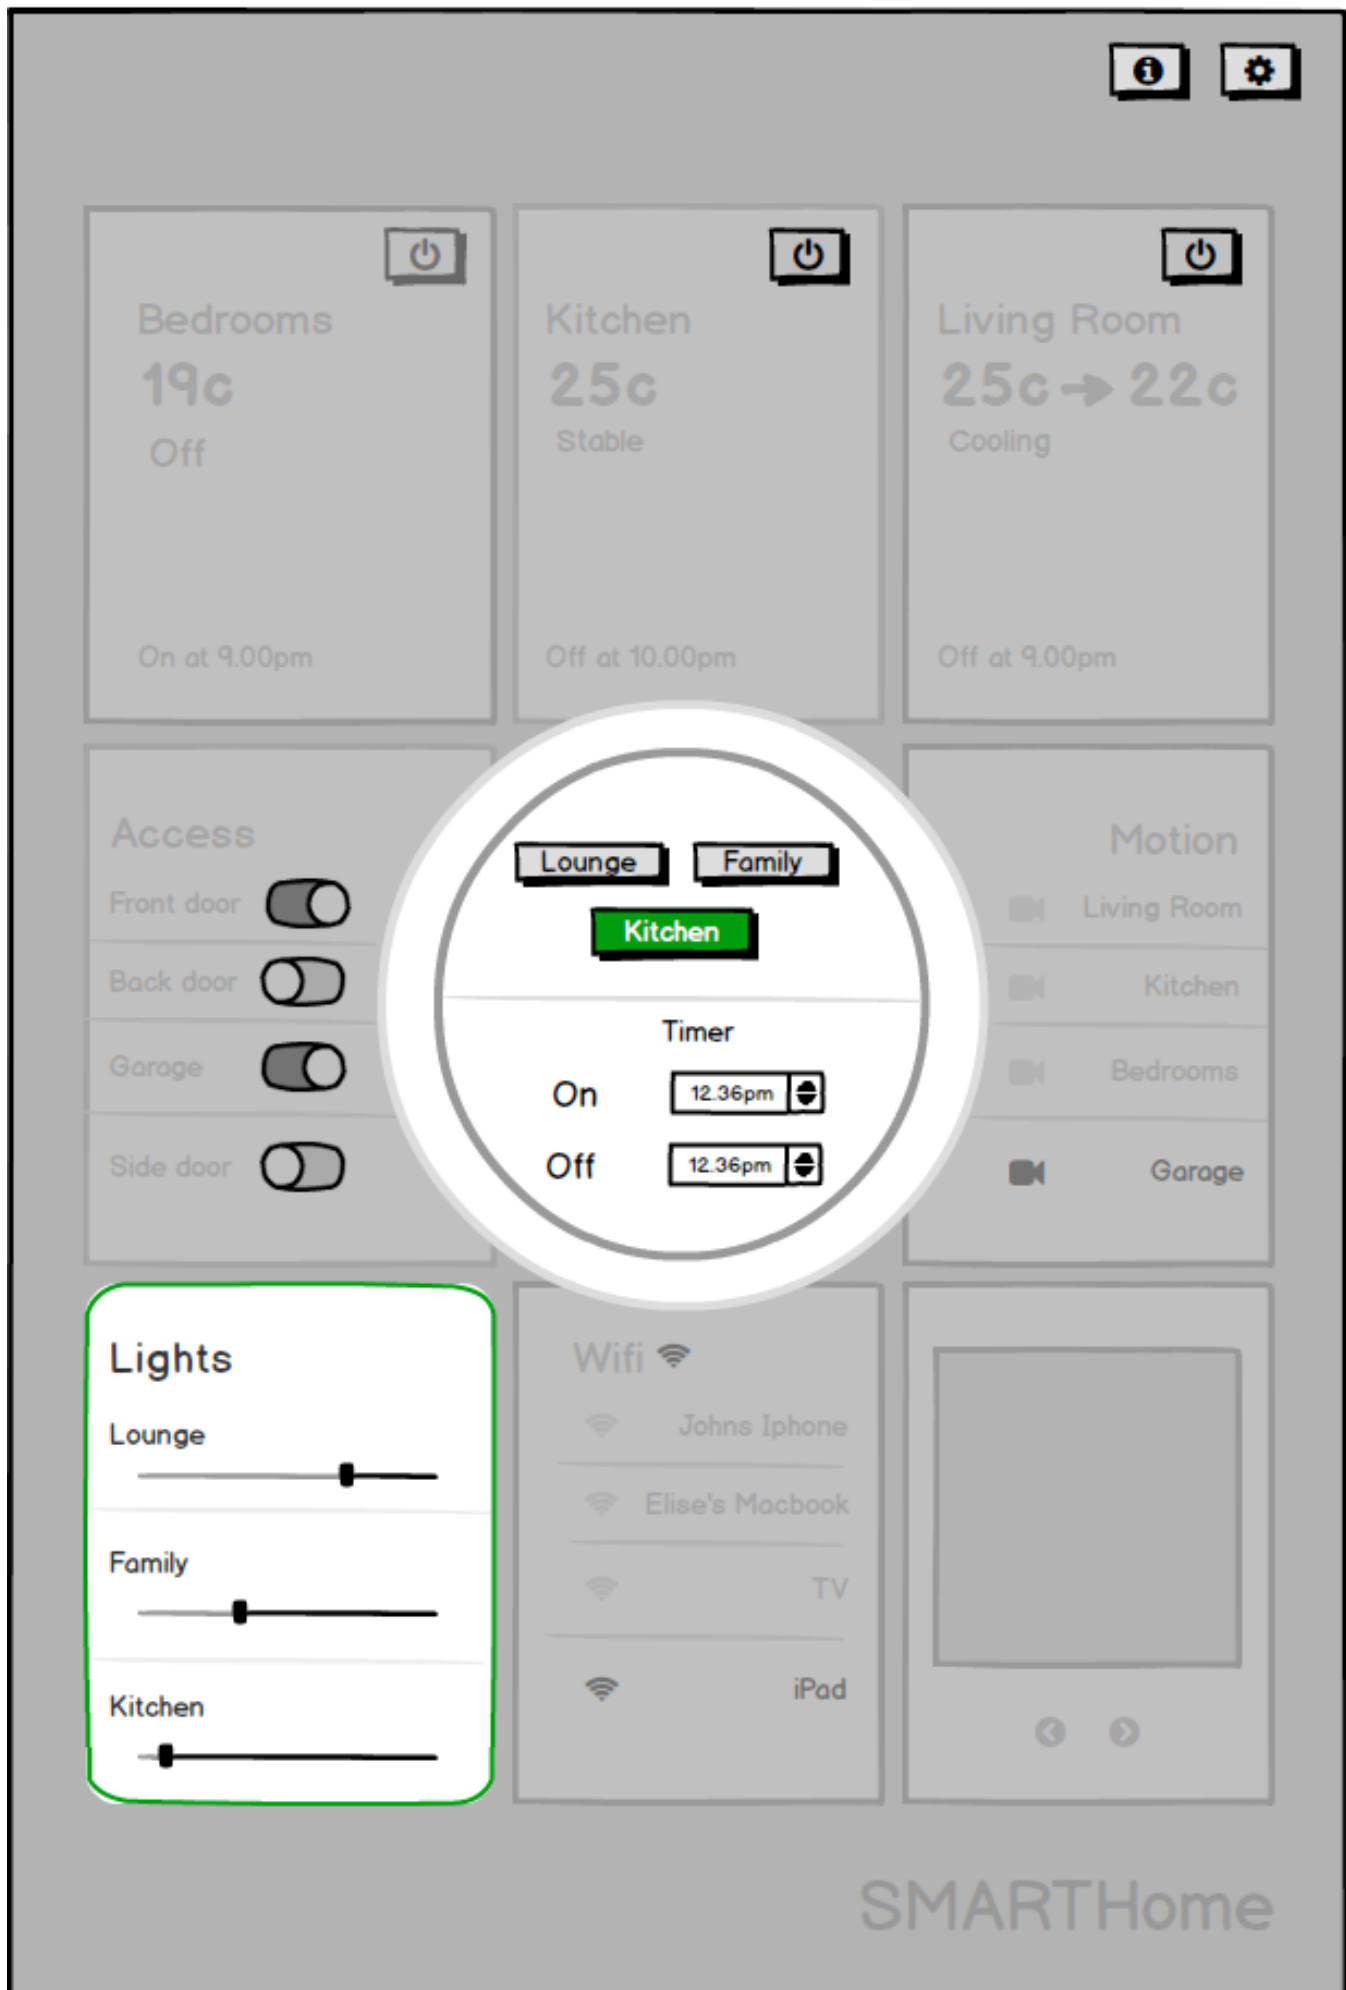 Bedrooms
19c
Off
On at 9.00pm
Kitchen
25c
Stable
Off at 10.00pm
Living Room
25c → 22c
Cooling
Off at 9.00pm
Access
Front door
Back door
Garage
Side door
Lounge Family
Kitchen
Timer
On 12.36pm
Off 12.36pm
Motion
Living Room
Kitchen
Bedrooms
Garage
Lights
Lounge
Family
Kitchen
Wifi
Johns Iphone
Elise's Macbook
TV
iPad
SMARTHome